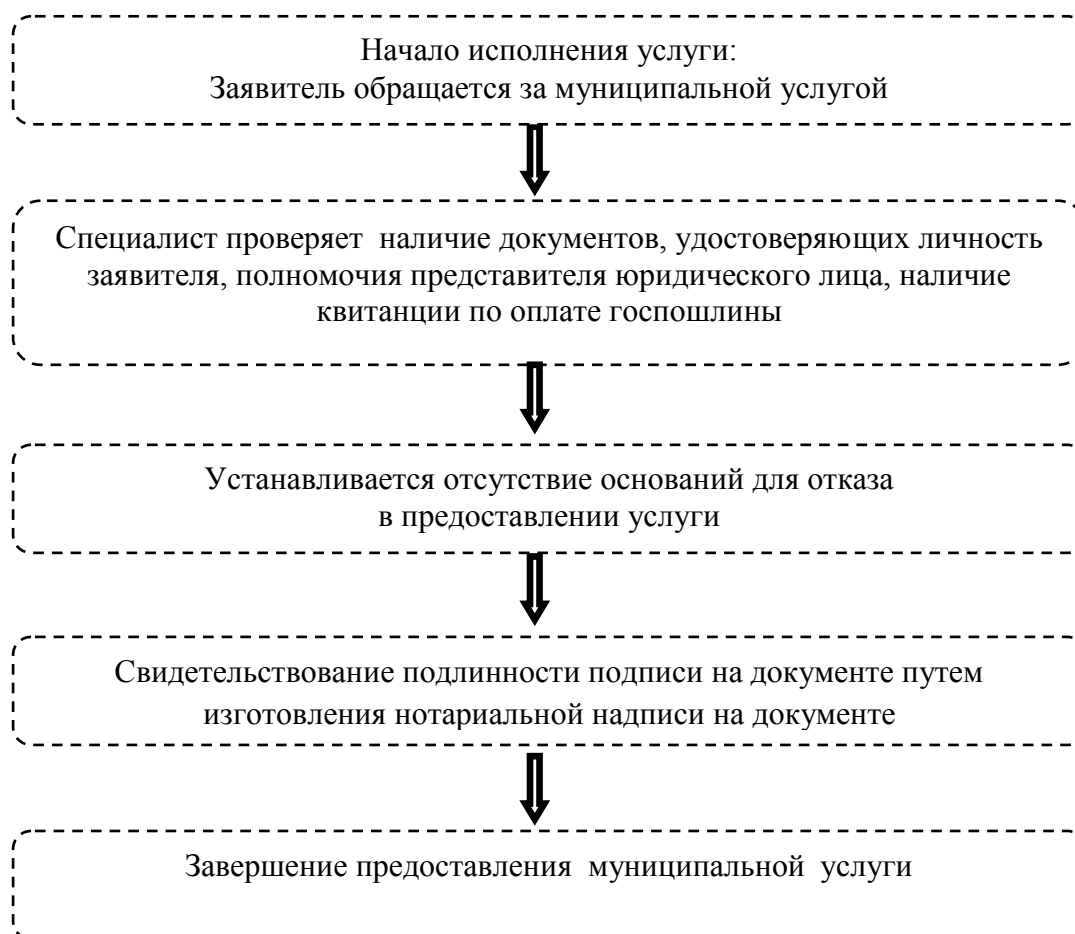 Начало исполнения услуги:
Заявитель обращается за муниципальной услугой
Специалист проверяет наличие документов, удостоверяющих личность
заявителя, полномочия представителя юридического лица, наличие
квитанции по оплате госпошлины
Устанавливается отсутствие оснований для отказа
в предоставлении услуги
Свидетельствование подлинности подписи на документе путем
изготовления нотариальной надписи на документе
Завершение предоставления муниципальной услуги